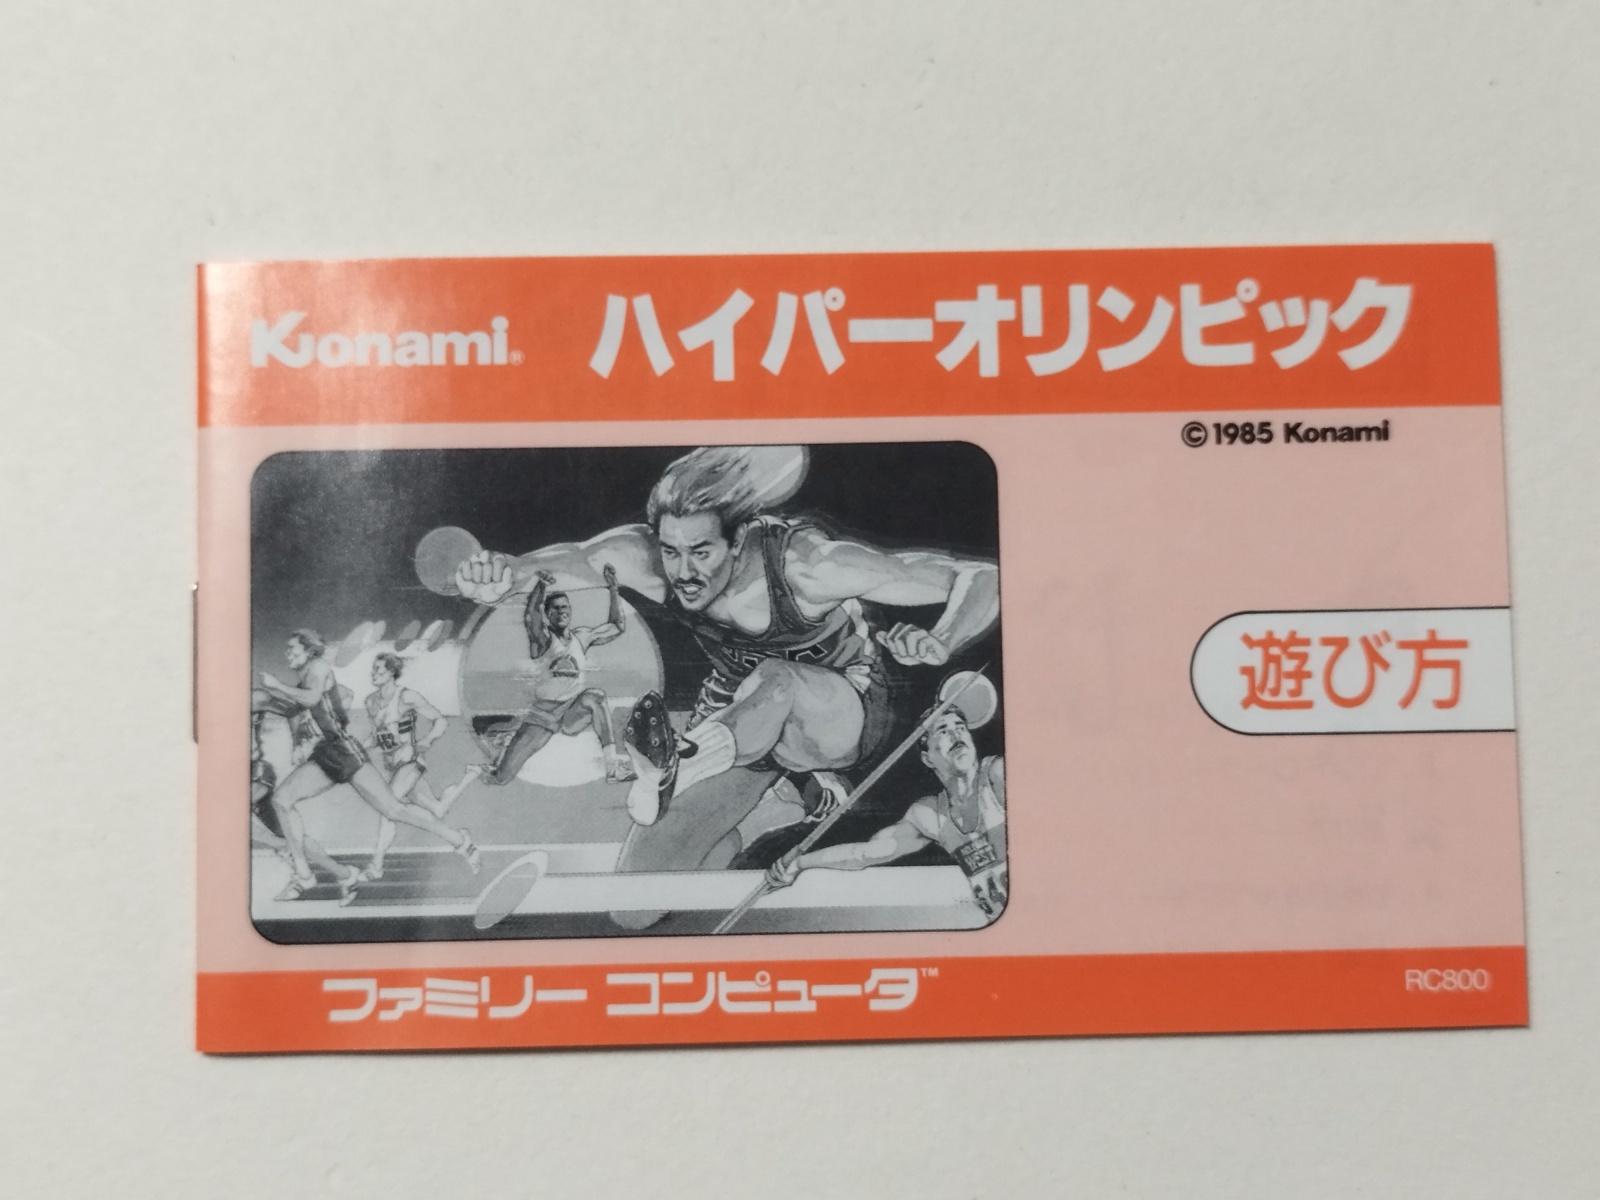 Konami® ハイパーオリンピック
©1985 Konami
遊び方
WEST
ファミリー コンピュータ™
RC800